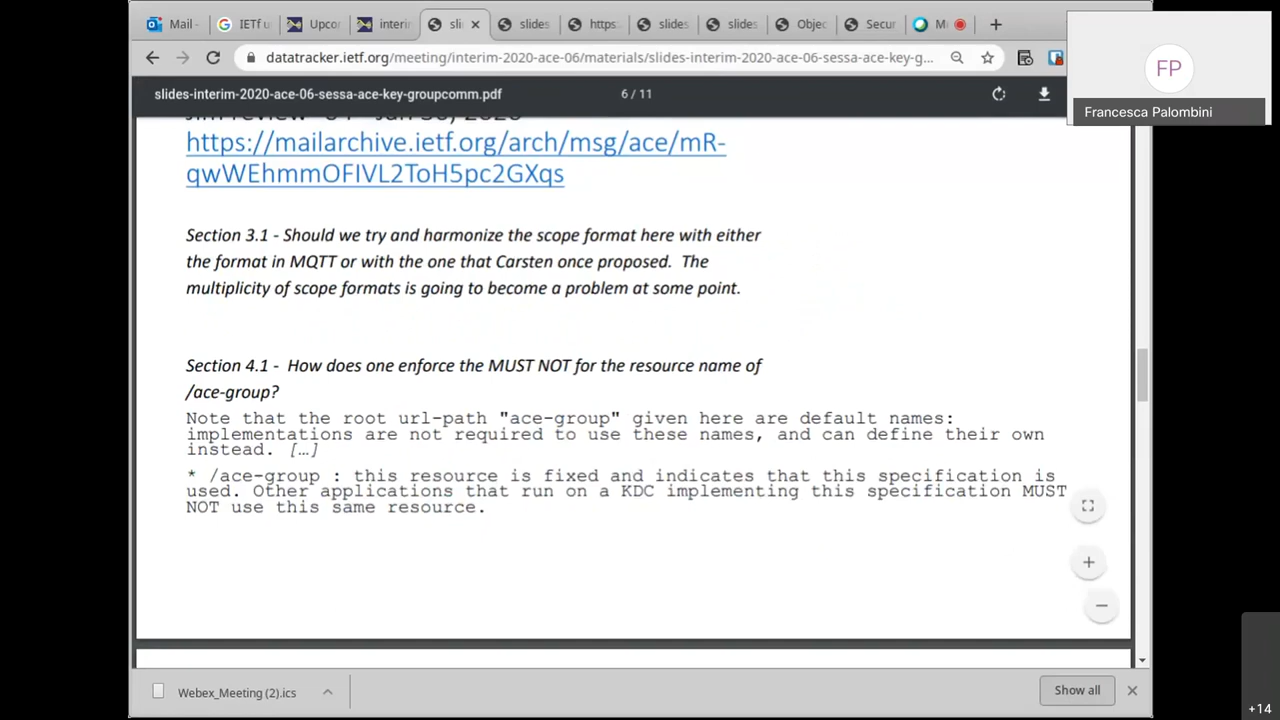 Mail -
IETf u
Upcor
interir
sli
slides
https
slides
slides
Objec
Secur
datatracker.ietf.org/meeting/interim-2020-ace-06/materials/slides-interim-2020-ace-06-sessa-ace-key-g...
FP
Francesca Palombini
slides-interim-2020-ace-06-sessa-ace-key-groupcomm.pdf
6 / 11
https://mailarchive.ietf.org/arch/msg/ace/mR-
qwWEhmmOFIVL2ToH5pc2GXqs
Section 3.1 - Should we try and harmonize the scope format here with either
the format in MQTT or with the one that Carsten once proposed. The
multiplicity of scope formats is going to become a problem at some point.
Section 4.1 - How does one enforce the MUST NOT for the resource name of
/ace-group?
Note that the root url-path "ace-group" given here are default names:
implementations are not required to use these names, and can define their own
instead. […]
* /ace-group : this resource is fixed and indicates that this specification is
used. Other applications that run on a KDC implementing this specification MUST
NOT use this same resource.
Webex_Meeting (2).ics
Show all
+14